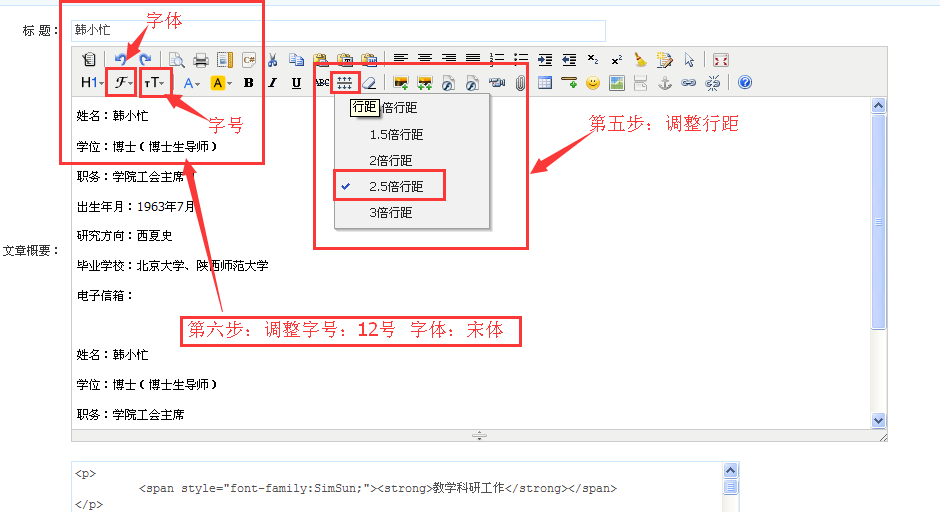 字体
标 题：
韩小忙
C#
x₂ x²
H1 ℱ тT A A B I U ABC
字号
姓名：韩小忙
行距
倍行距
第五步：调整行距
1.5倍行距
学位：博士（博士生导师）
2倍行距
职务：学院工会主席
2.5倍行距
出生年月：1963年7月
3倍行距
研究方向：西夏史
文章概要：
毕业学校：北京大学、陕西师范大学
电子信箱：
第六步：调整字号：12号 字体：宋体
姓名：韩小忙
学位：博士（博士生导师）
职务：学院工会主席
<p>
<span style="font-family:SimSun;"><strong>教学科研工作</strong></span>
</p>